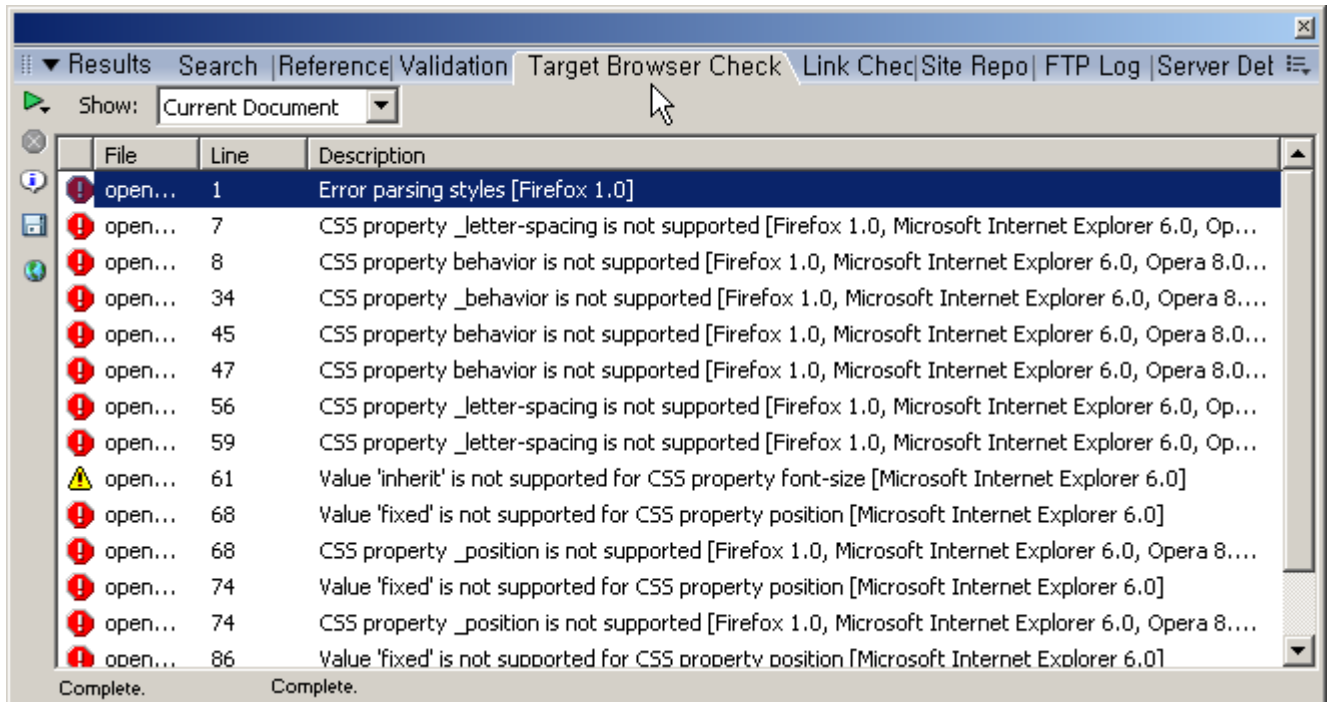 Results Search Reference Validation Target Browser Check Link Chec Site Repo FTP Log Server Det
Show: Current Document
File Line Description
open... 1 Error parsing styles [Firefox 1.0]
open... 7 CSS property _letter-spacing is not supported [Firefox 1.0, Microsoft Internet Explorer 6.0, Op...
open... 8 CSS property behavior is not supported [Firefox 1.0, Microsoft Internet Explorer 6.0, Opera 8.0...
open... 34 CSS property _behavior is not supported [Firefox 1.0, Microsoft Internet Explorer 6.0, Opera 8....
open... 45 CSS property behavior is not supported [Firefox 1.0, Microsoft Internet Explorer 6.0, Opera 8.0...
open... 47 CSS property behavior is not supported [Firefox 1.0, Microsoft Internet Explorer 6.0, Opera 8.0...
open... 56 CSS property _letter-spacing is not supported [Firefox 1.0, Microsoft Internet Explorer 6.0, Op...
open... 59 CSS property _letter-spacing is not supported [Firefox 1.0, Microsoft Internet Explorer 6.0, Op...
open... 61 Value 'inherit' is not supported for CSS property font-size [Microsoft Internet Explorer 6.0]
open... 68 Value 'fixed' is not supported for CSS property position [Microsoft Internet Explorer 6.0]
open... 68 CSS property _position is not supported [Firefox 1.0, Microsoft Internet Explorer 6.0, Opera 8....
open... 74 Value 'fixed' is not supported for CSS property position [Microsoft Internet Explorer 6.0]
open... 74 CSS property _position is not supported [Firefox 1.0, Microsoft Internet Explorer 6.0, Opera 8....
open... 86 Value 'fixed' is not supported for CSS property position [Microsoft Internet Explorer 6.0]
Complete. Complete.